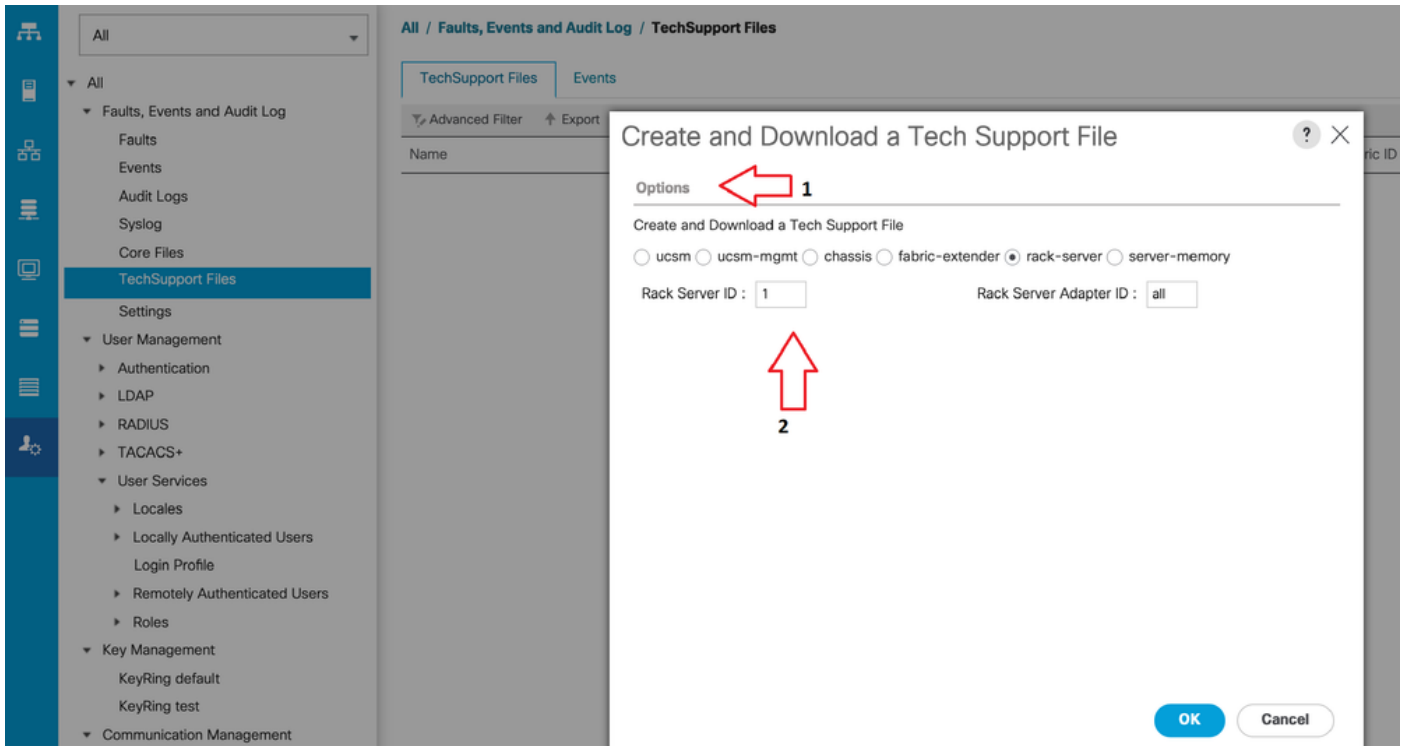 All
All / Faults, Events and Audit Log / TechSupport Files
All
Faults, Events and Audit Log
Faults
Events
Audit Logs
Syslog
Core Files
TechSupport Files
Settings
User Management
Authentication
LDAP
RADIUS
TACACS+
User Services
Locales
Locally Authenticated Users
Login Profile
Remotely Authenticated Users
Roles
Key Management
KeyRing default
KeyRing test
Communication Management
TechSupport Files Events
Advanced Filter Export
Name
ric ID
Create and Download a Tech Support File ?
Options 1
Create and Download a Tech Support File
ucsm ucsm-mgmt chassis fabric-extender rack-server server-memory
Rack Server ID : 1 Rack Server Adapter ID : all
2
OK Cancel